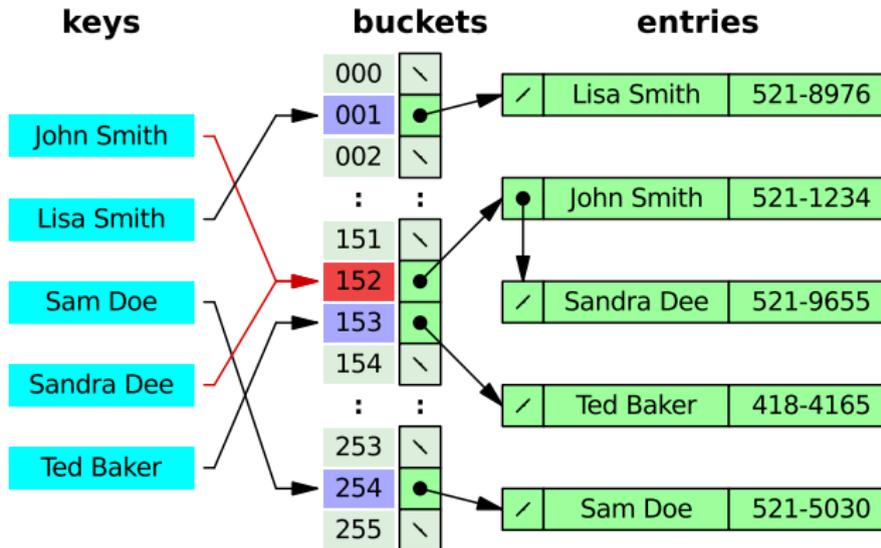 keys
buckets
entries
John Smith
Lisa Smith
Sam Doe
Sandra Dee
Ted Baker
000
001
002
:
:
151
152
153
154
:
:
253
254
255
Lisa Smith 521-8976
John Smith 521-1234
Sandra Dee 521-9655
Ted Baker 418-4165
Sam Doe 521-5030